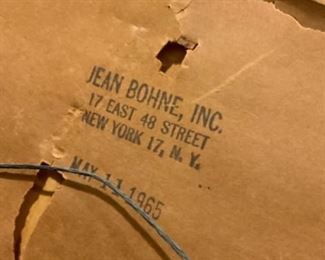 JEAN BOHNE, INC.
17 EAST 48 STREET
NEW YORK 17, N. Y.
MAY 11 1965